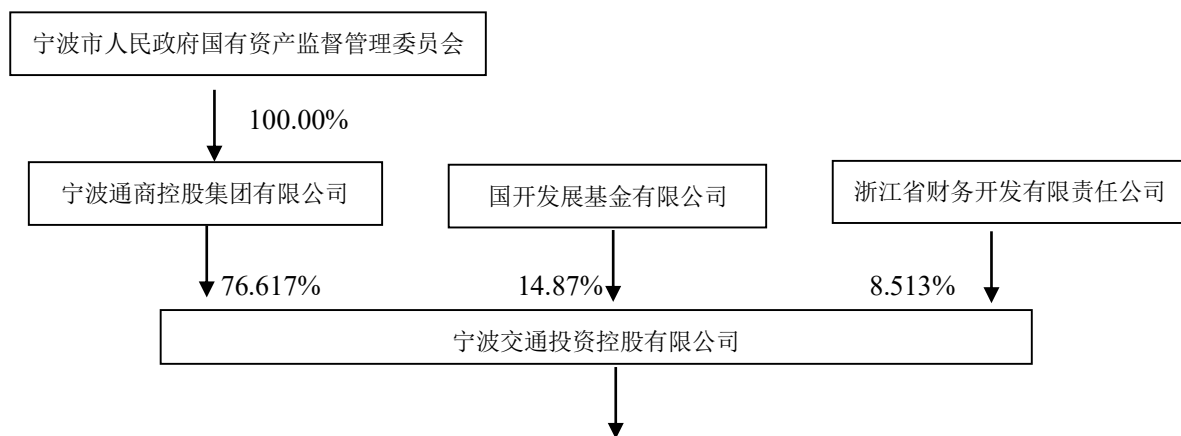 宁波市人民政府国有资产监督管理委员会
100.00%
宁波通商控股集团有限公司
国开发展基金有限公司
浙江省财务开发有限责任公司
76.617%
14.87%
8.513%
宁波交通投资控股有限公司